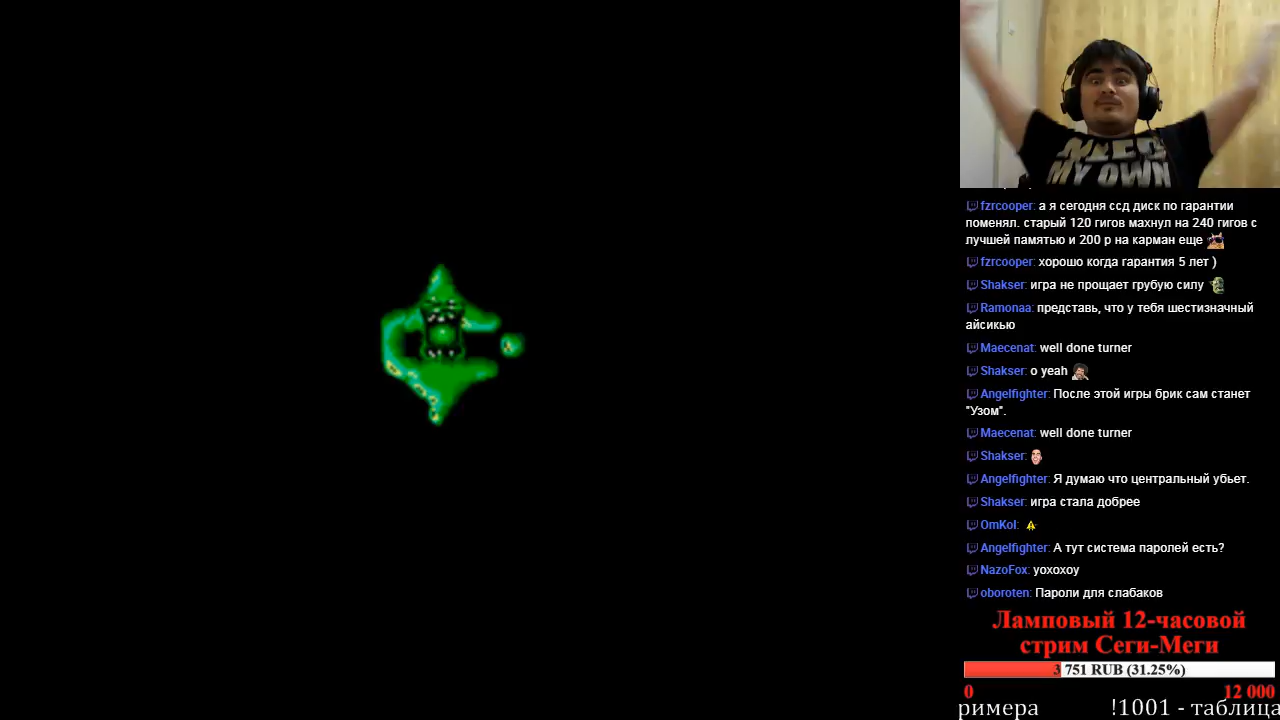 NEED
MY OWN
fzrcooper: а я сегодня ссд диск по гарантии
поменял. старый 120 гигов махнул на 240 гигов с
лучшей памятью и 200 р на карман еще
fzrcooper: хорошо когда гарантия 5 лет )
Shakser: игра не прощает грубую силу
Ramonaa: представь, что у тебя шестизначный
айсикью
Maecenat: well done turner
Shakser: o yeah
Angelfighter: После этой игры брик сам станет
"Узом".
Maecenat: well done turner
Shakser:
Angelfighter: Я думаю что центральный убьет.
Shakser: игра стала добрее
OmKol:
Angelfighter: А тут система паролей есть?
NazoFox: уохохоу
oboroten: Пароли для слабаков
Ламповый 12-часовой
стрим Сеги-Меги
3 751 RUB (31.25%)
0 12 000
римера !1001 - таблица